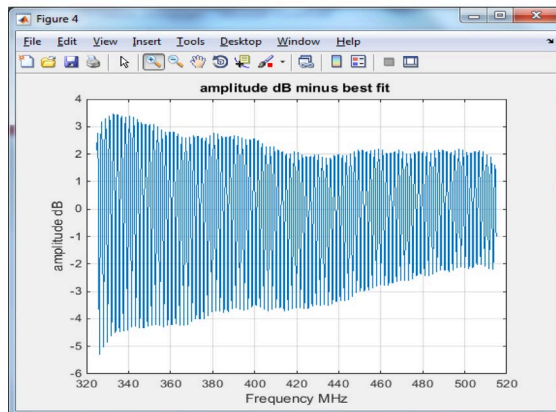 Figure 4
File Edit View Insert Tools Desktop Window Help
amplitude dB minus best fit
amplitude dB
4
3
2
1
0
-1
-2
-3
-4
-5
-6
320 340 360 380 400 420 440 460 480 500 520
Frequency MHz